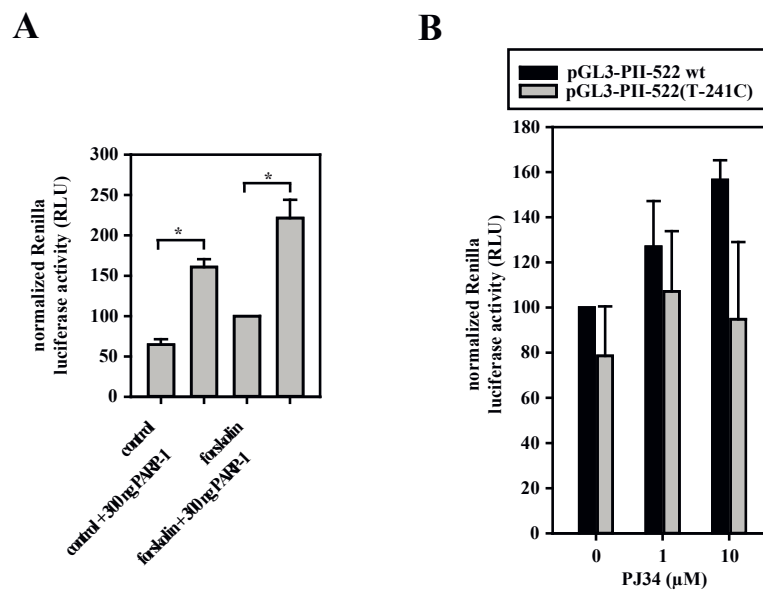 A
normalized Renilla
luciferase activity (RLU)
300
250
200
150
100
50
0
*
*
control
control + 300 ng PARP-1
forskolin
forskolin + 300 ng PARP-1
B
pGL3-PII-522 wt
pGL3-PII-522(T-241C)
normalized Renilla
luciferase activity (RLU)
180
160
140
120
100
80
60
40
20
0
0 1 10
PJ34 (µM)